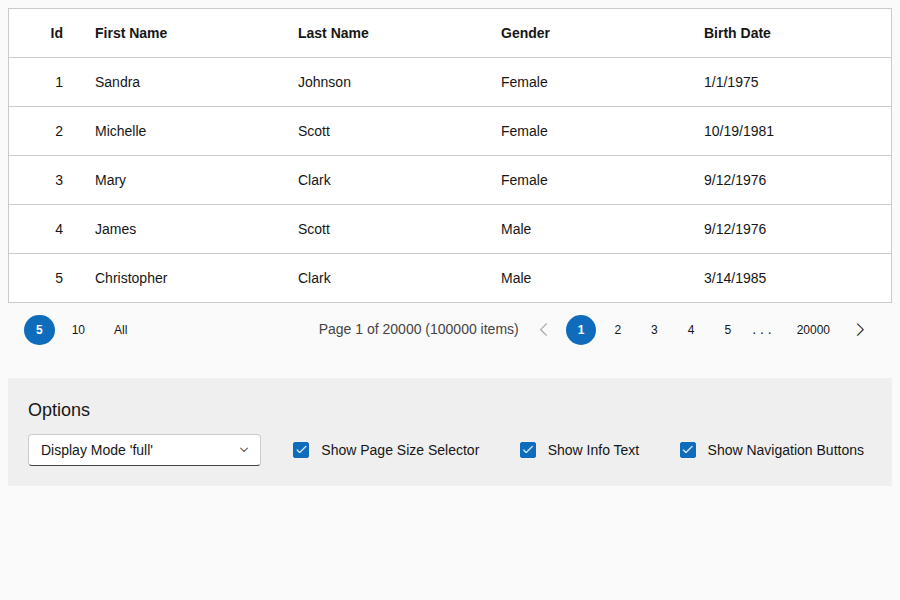 Id First Name Last Name Gender Birth Date
1 Sandra Johnson Female 1/1/1975
2 Michelle Scott Female 10/19/1981
3 Mary Clark Female 9/12/1976
4 James Scott Male 9/12/1976
5 Christopher Clark Male 3/14/1985
5 10 All Page 1 of 20000 (100000 items) 1 2 3 4 5 . . . 20000
Options
Display Mode 'full' Show Page Size Selector Show Info Text Show Navigation Buttons